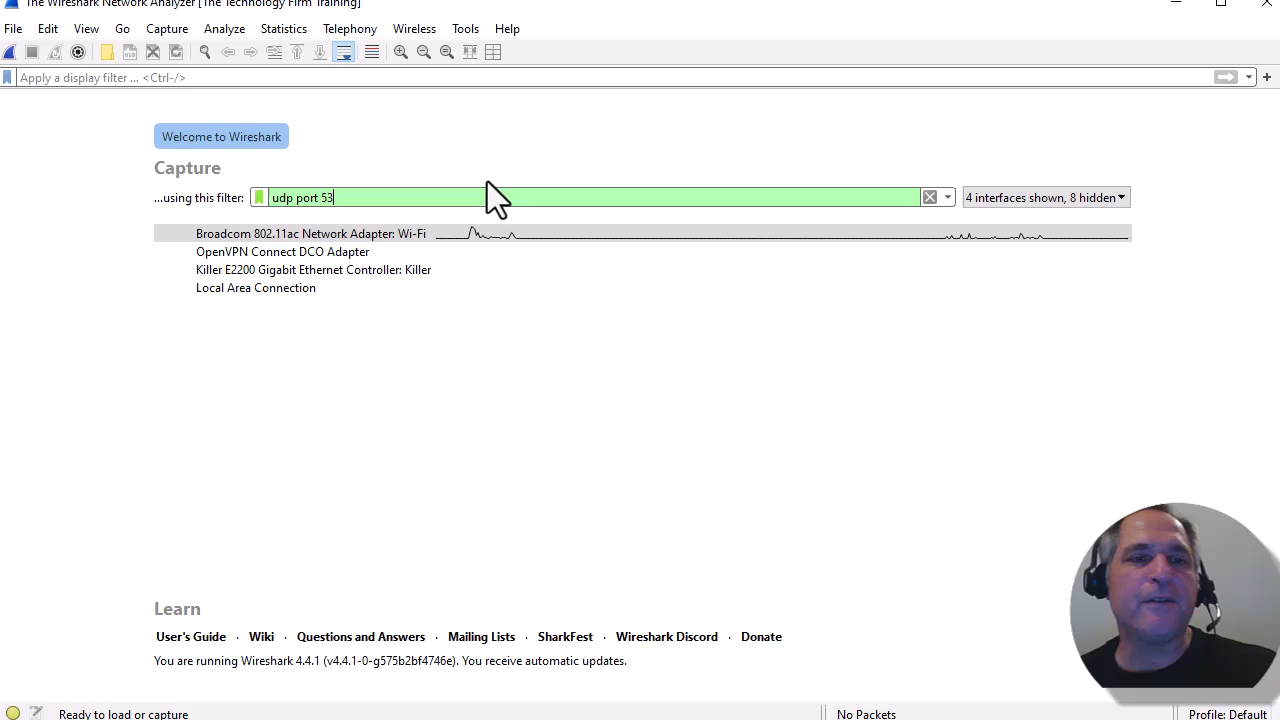 The Wireshark Network Analyzer [The Technology Firm Training]
File Edit View Go Capture Analyze Statistics Telephony Wireless Tools Help
Apply a display filter ... <Ctrl-/>
Welcome to Wireshark
Capture
...using this filter: udp port 53 4 interfaces shown, 8 hidden
Broadcom 802.11ac Network Adapter: Wi-Fi
OpenVPN Connect DCO Adapter
Killer E2200 Gigabit Ethernet Controller: Killer
Local Area Connection
Learn
User's Guide · Wiki · Questions and Answers · Mailing Lists · SharkFest · Wireshark Discord · Donate
You are running Wireshark 4.4.1 (v4.4.1-0-g575b2bf4746e). You receive automatic updates.
Ready to load or capture No Packets Profile: Default